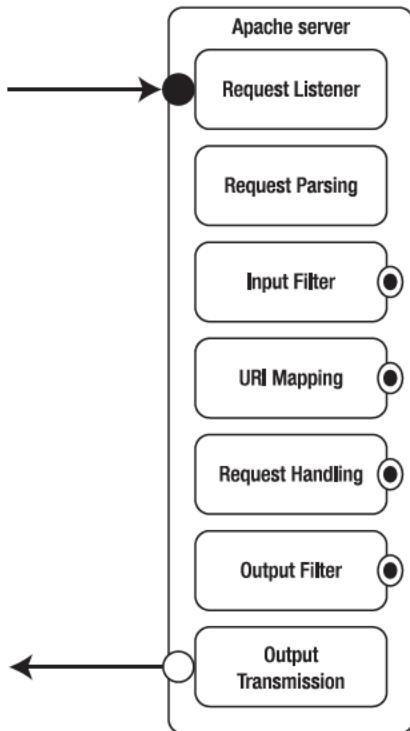 Apache server
Request Listener
Request Parsing
Input Filter
URI Mapping
Request Handling
Output Filter
Output
Transmission